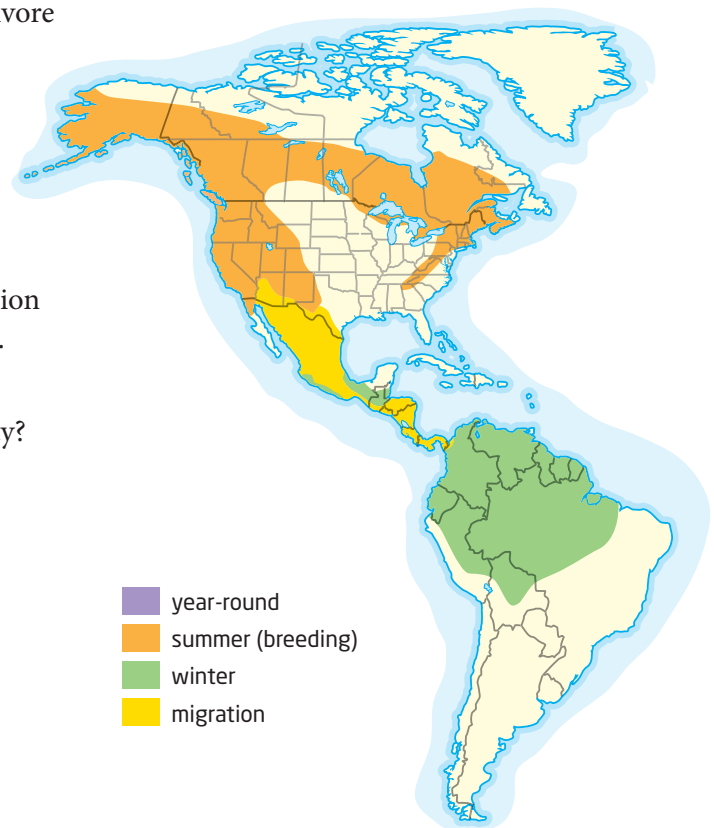 vore
ion
.
y?
year-round
summer (breeding)
winter
migration